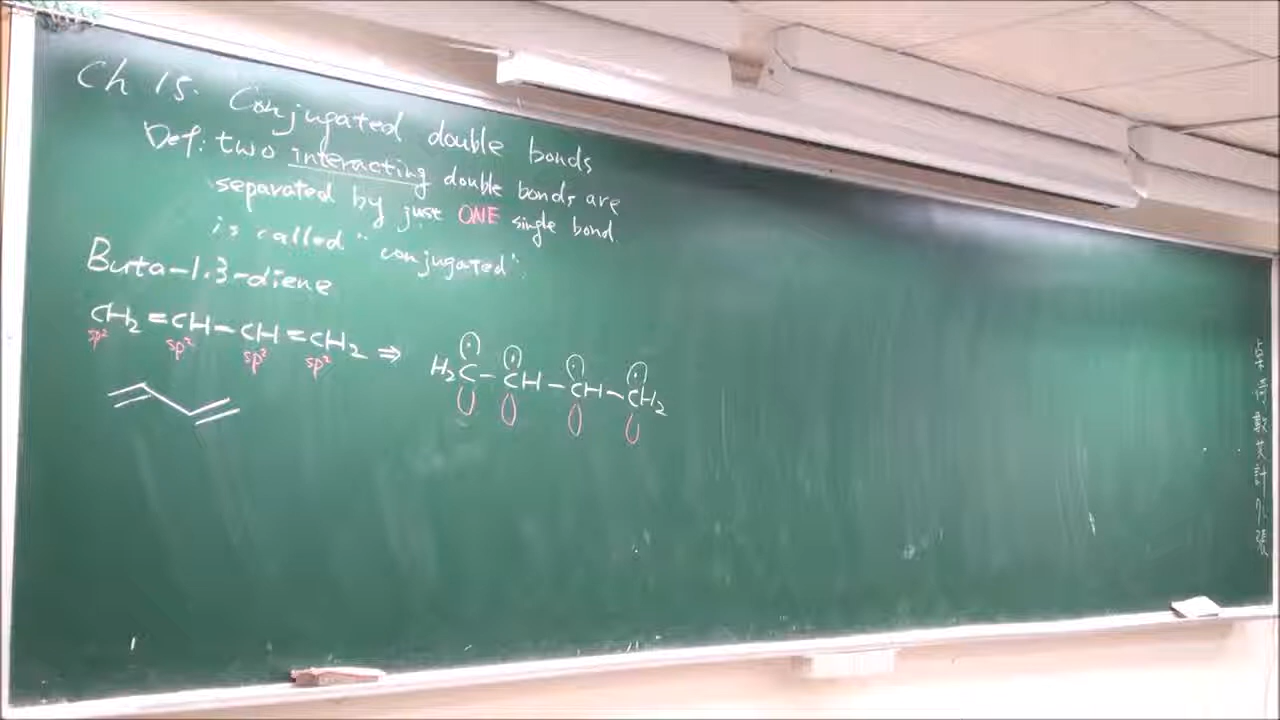 Ch 15. Conjugated double bonds
Def: two interacting double bonds are
separated by just ONE single bond.
is called "conjugated".
Buta-1.3-diene
CH₂=CH-CH=CH₂ ⇒
sp² sp² sp² sp²
H₂C-CH-CH-CH₂